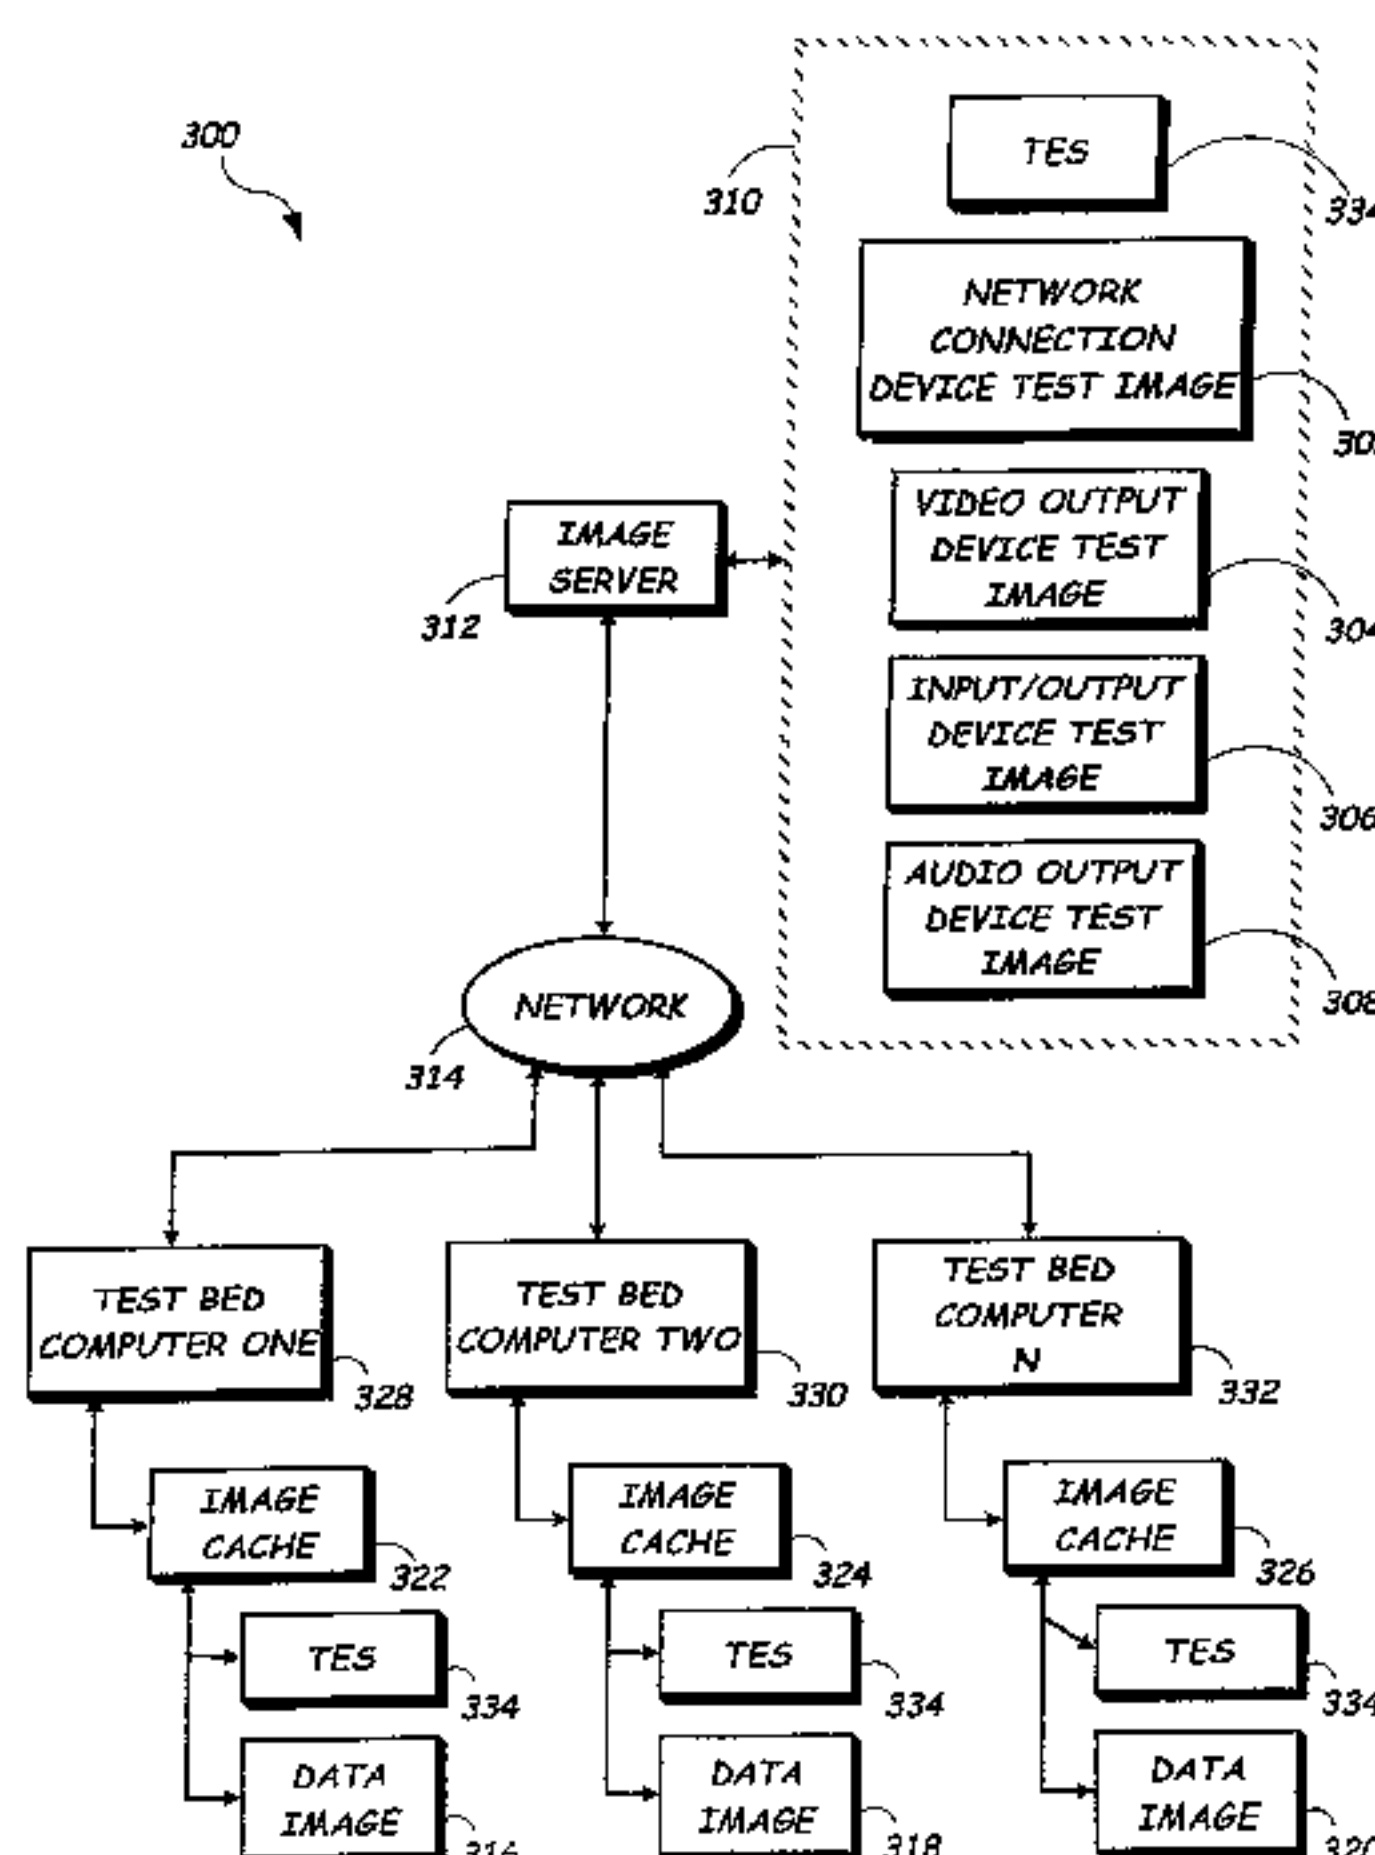 300
310
TES
334
NETWORK
CONNECTION
DEVICE TEST IMAGE
VIDEO OUTPUT
DEVICE TEST
IMAGE
304
IMAGE
SERVER
312
INPUT/OUTPUT
DEVICE TEST
IMAGE
306
AUDIO OUTPUT
DEVICE TEST
IMAGE
308
NETWORK
314
TEST BED
COMPUTER ONE
328
TEST BED
COMPUTER TWO
330
TEST BED
COMPUTER
N
332
IMAGE
CACHE
322
IMAGE
CACHE
324
IMAGE
CACHE
326
TES
334
TES
334
TES
334
DATA
IMAGE
316
DATA
IMAGE
318
DATA
IMAGE
320